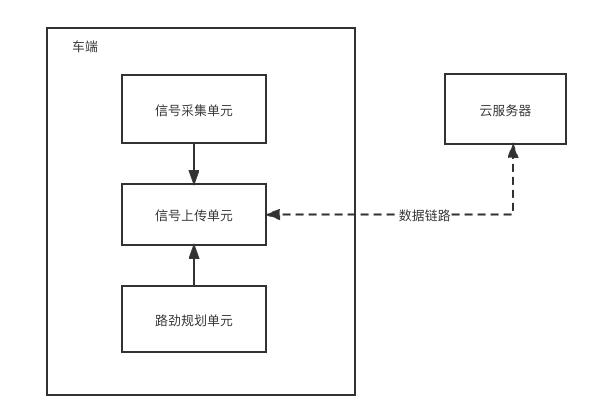 车端
信号采集单元
云服务器
信号上传单元
数据链路
路劲规划单元